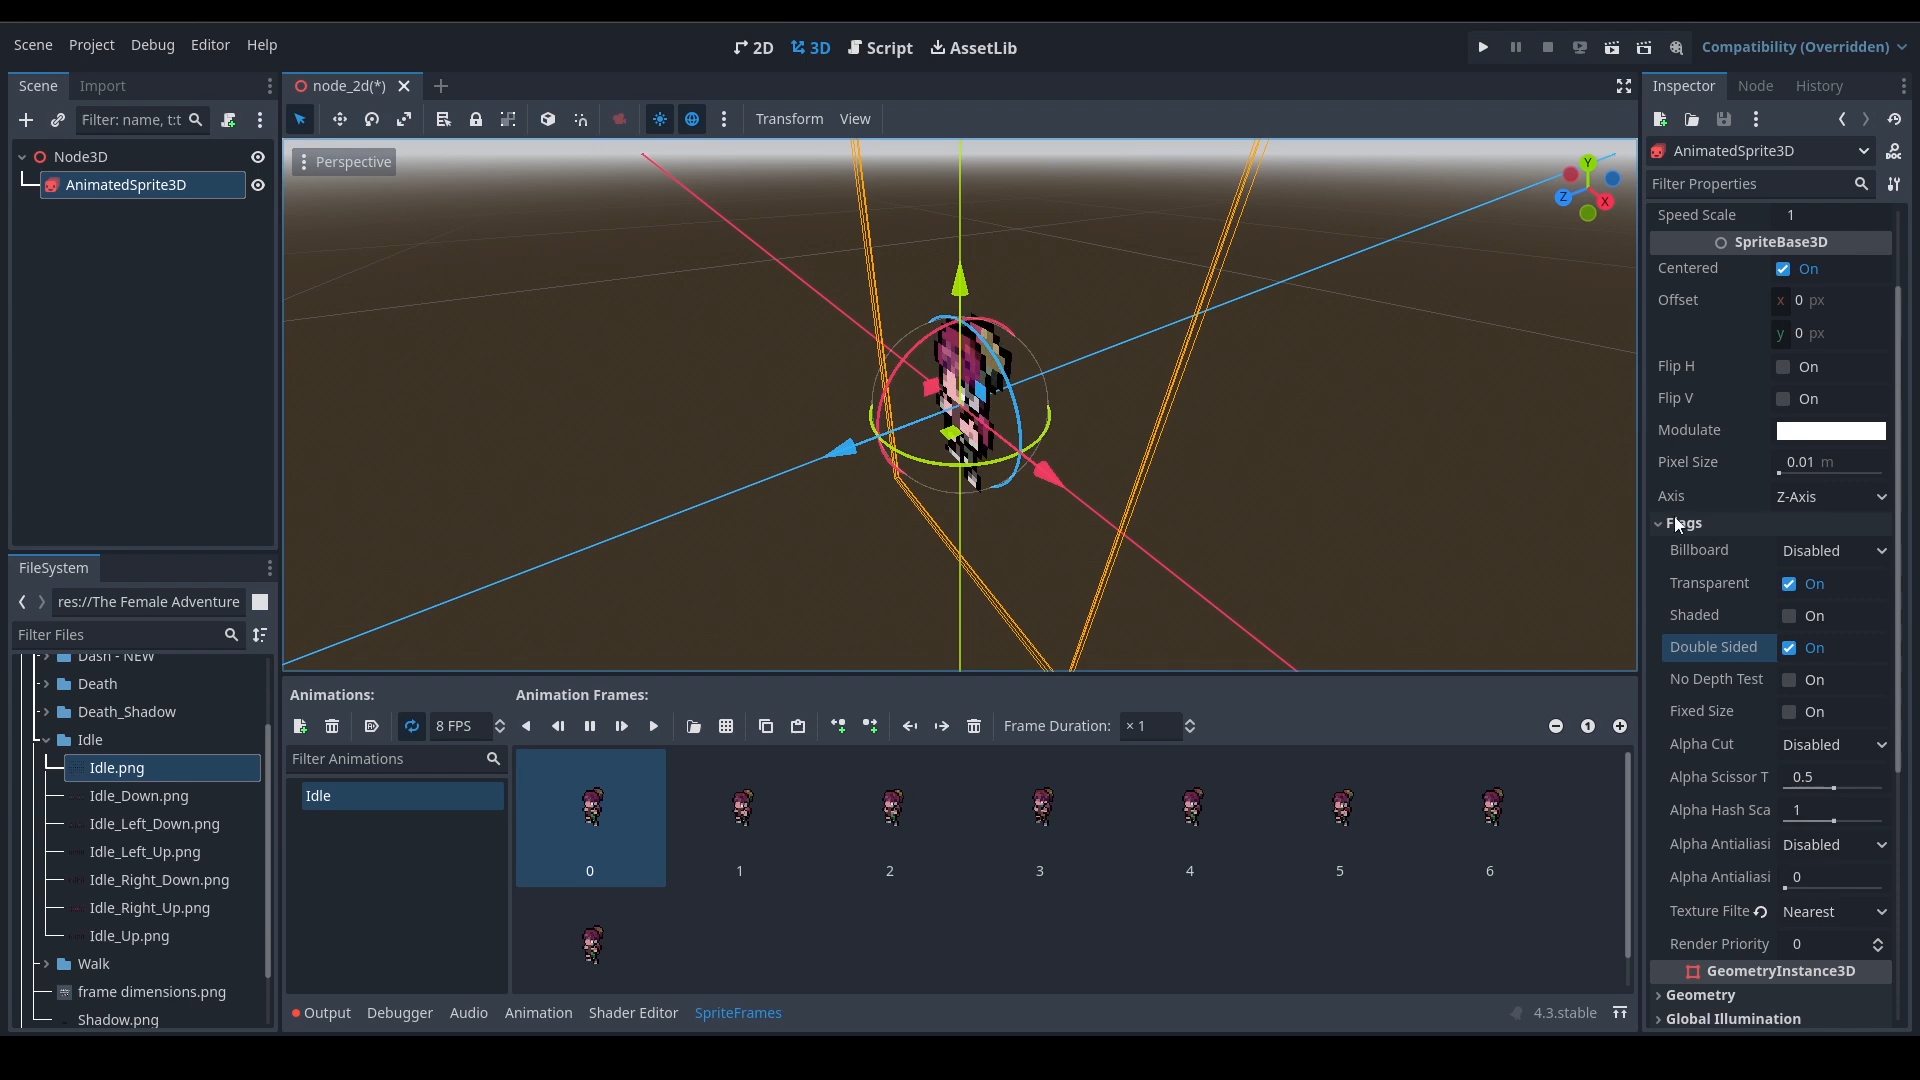 Scene Project Debug Editor Help
2D 3D Script AssetLib
Compatibility (Overridden)
Scene Import
Filter: name, t:t
Node3D
AnimatedSprite3D
FileSystem
res://The Female Adventure
Filter Files
Dash - NEW
Death
Death_Shadow
Idle
Idle.png
Idle_Down.png
Idle_Left_Down.png
Idle_Left_Up.png
Idle_Right_Down.png
Idle_Right_Up.png
Idle_Up.png
Walk
frame dimensions.png
Shadow.png
node_2d(*)
Transform View
Perspective
Y
Z
X
Animations:
8 FPS
Filter Animations
Idle
Animation Frames:
Frame Duration: × 1
1
0 1 2 3 4 5 6
Output Debugger Audio Animation Shader Editor SpriteFrames
4.3.stable
Inspector Node History
AnimatedSprite3D
DOC
Filter Properties
Speed Scale 1
SpriteBase3D
Centered On
Offset x 0 px
y 0 px
Flip H On
Flip V On
Modulate
Pixel Size 0.01 m
Axis Z-Axis
Flags
Billboard Disabled
Transparent On
Shaded On
Double Sided On
No Depth Test On
Fixed Size On
Alpha Cut Disabled
Alpha Scissor T 0.5
Alpha Hash Sca 1
Alpha Antialiasi Disabled
Alpha Antialiasi 0
Texture Filte Nearest
Render Priority 0
GeometryInstance3D
Geometry
Global Illumination